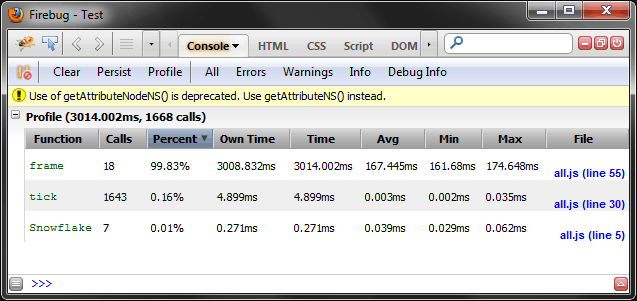 Firebug - Test
Console HTML CSS Script DOM
Clear Persist Profile All Errors Warnings Info Debug Info
Use of getAttributeNodeNS() is deprecated. Use getAttributeNS() instead.
Profile (3014.002ms, 1668 calls)
Function Calls Percent Own Time Time Avg Min Max File
frame 18 99.83% 3008.832ms 3014.002ms 167.445ms 161.68ms 174.648ms all.js (line 55)
tick 1643 0.16% 4.899ms 4.899ms 0.003ms 0.002ms 0.035ms all.js (line 30)
Snowflake 7 0.01% 0.271ms 0.271ms 0.039ms 0.029ms 0.062ms all.js (line 5)
>>>